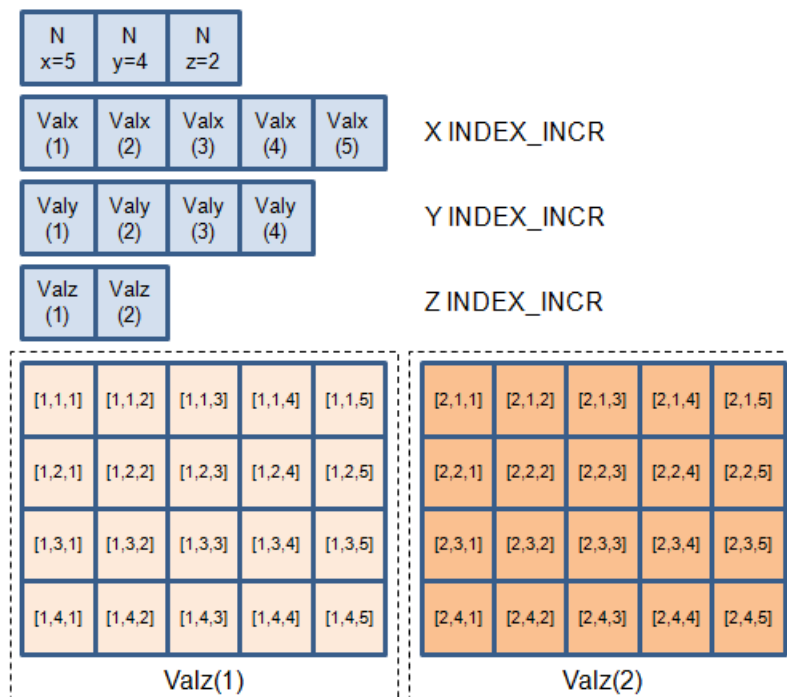 N N N
x=5 y=4 z=2
Valx Valx Valx Valx Valx
(1) (2) (3) (4) (5)
X INDEX_INCR
Valy Valy Valy Valy
(1) (2) (3) (4)
Y INDEX_INCR
Valz Valz
(1) (2)
Z INDEX_INCR
[1,1,1] [1,1,2] [1,1,3] [1,1,4] [1,1,5] [2,1,1] [2,1,2] [2,1,3] [2,1,4] [2,1,5]
[1,2,1] [1,2,2] [1,2,3] [1,2,4] [1,2,5] [2,2,1] [2,2,2] [2,2,3] [2,2,4] [2,2,5]
[1,3,1] [1,3,2] [1,3,3] [1,3,4] [1,3,5] [2,3,1] [2,3,2] [2,3,3] [2,3,4] [2,3,5]
[1,4,1] [1,4,2] [1,4,3] [1,4,4] [1,4,5] [2,4,1] [2,4,2] [2,4,3] [2,4,4] [2,4,5]
Valz(1) Valz(2)